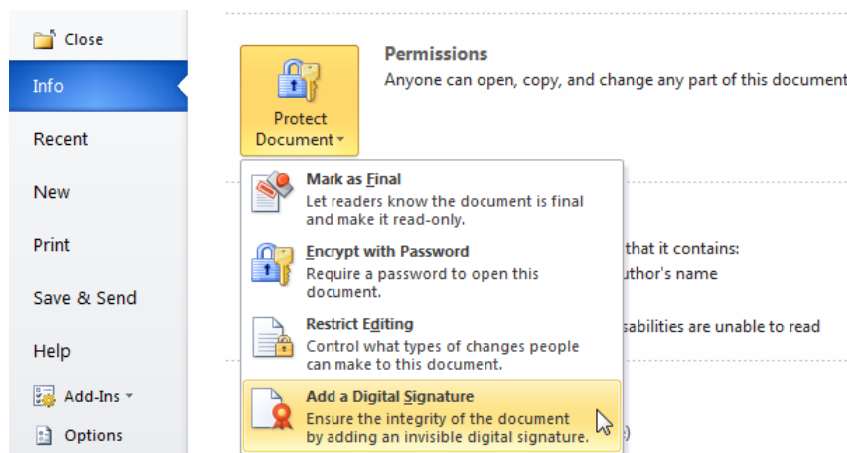 Close
Info
Recent
New
Print
Save & Send
Help
Add-Ins
Options
Permissions
Anyone can open, copy, and change any part of this document
Protect
Document
Mark as Final
Let readers know the document is final
and make it read-only.
Encrypt with Password
Require a password to open this
document.
Restrict Editing
Control what types of changes people
can make to this document.
Add a Digital Signature
Ensure the integrity of the document
by adding an invisible digital signature.
that it contains:
name
sabilities are unable to read